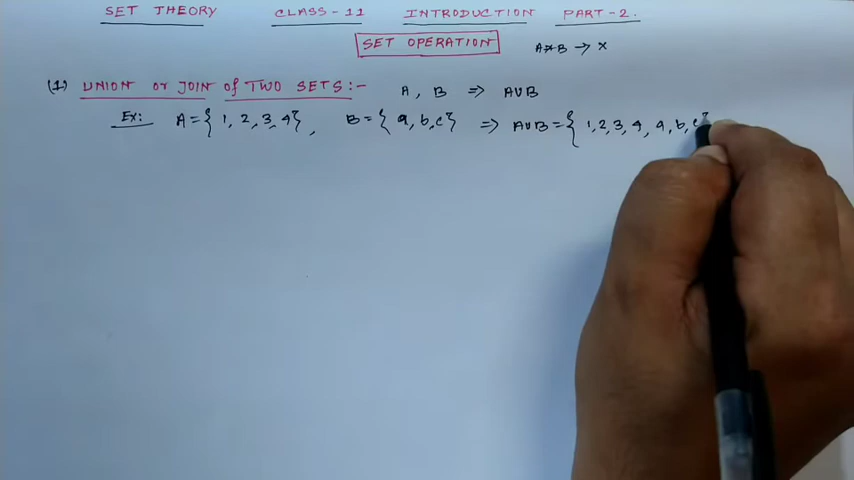 SET THEORY CLASS-11 INTRODUCTION PART-2.
SET OPERATION A*B → X
(1) UNION or JOIN of TWO SETS:- A, B ⇒ A∪B
Ex: A={1, 2, 3, 4}, B={a, b, c} ⇒ A∪B={1, 2, 3, 4, a, b, c}